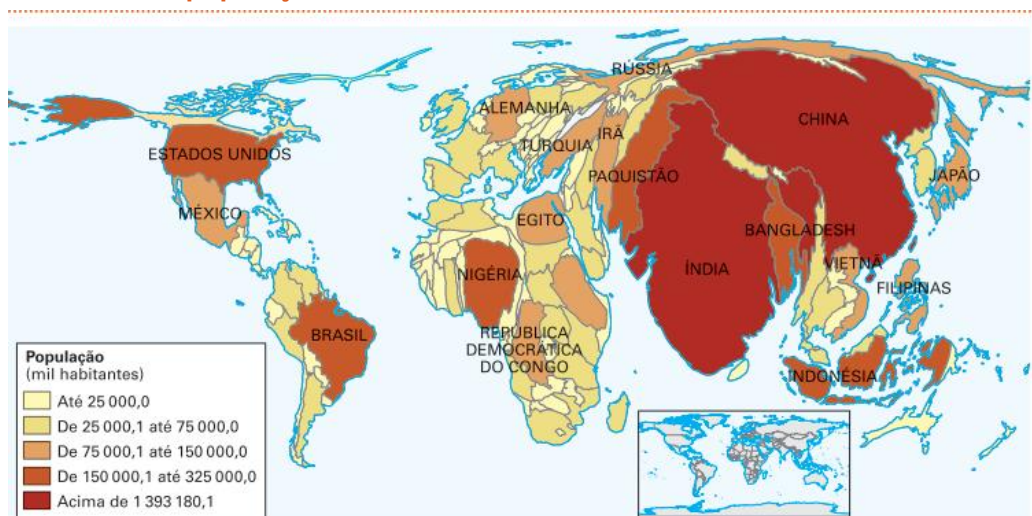 RÚSSIA
ALEMANHA
CHINA
ESTADOS UNIDOS
TURQUIA
IRÃ
PAQUISTÃO
JAPÃO
MÉXICO
EGITO
BANGLADESH
NIGÉRIA
ÍNDIA
VIETNÃ
FILIPINAS
BRASIL
REPÚBLICA
DEMOCRÁTICA
DO CONGO
INDONÉSIA
População
(mil habitantes)
Até 25 000,0
De 25 000,1 até 75 000,0
De 75 000,1 até 150 000,0
De 150 000,1 até 325 000,0
Acima de 1 393 180,1